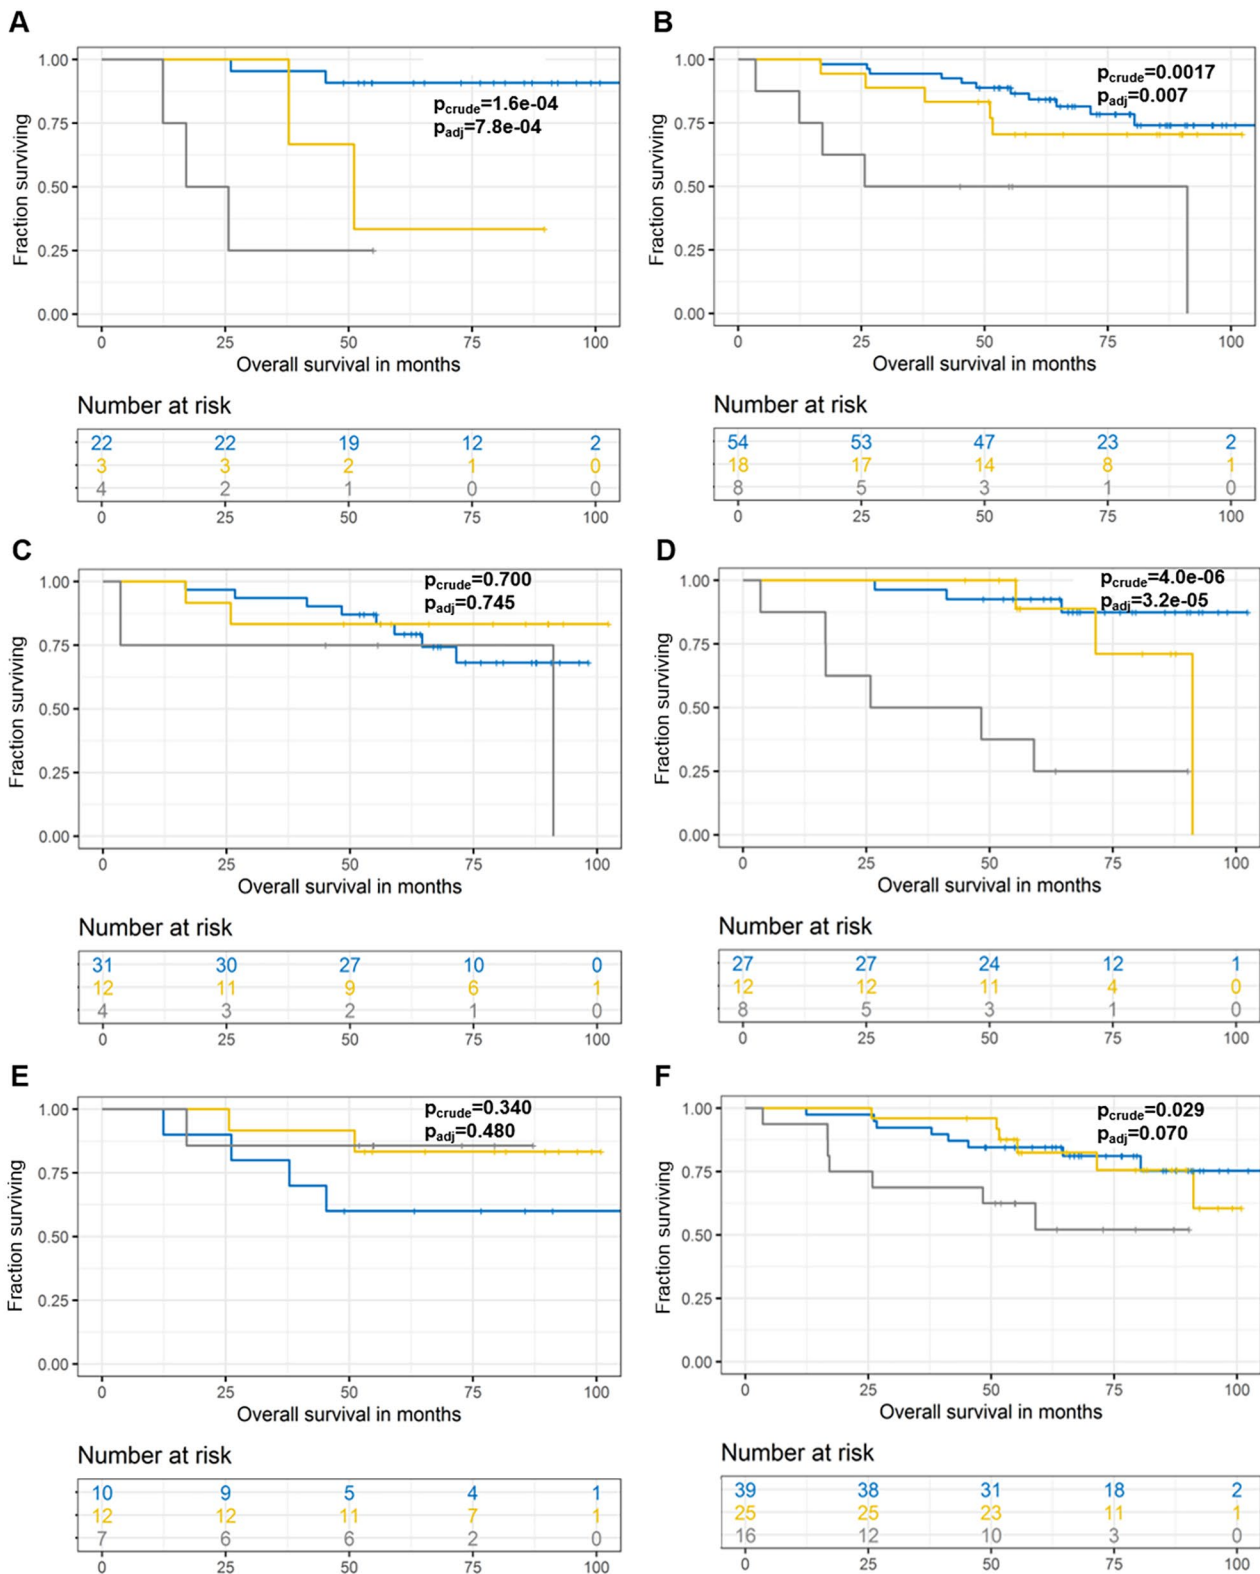 A
Fraction surviving
1.00
0.75
0.50
0.25
0.00
p_crude=1.6e-04
p_adj=7.8e-04
0 25 50 75 100
Overall survival in months
Number at risk
22 22 19 12 2
3 3 2 1 0
4 2 1 0 0
0 25 50 75 100
B
Fraction surviving
1.00
0.75
0.50
0.25
0.00
p_crude=0.0017
p_adj=0.007
0 25 50 75 100
Overall survival in months
Number at risk
54 53 47 23 2
18 17 14 8 1
8 5 3 1 0
0 25 50 75 100
C
Fraction surviving
1.00
0.75
0.50
0.25
0.00
p_crude=0.700
p_adj=0.745
0 25 50 75 100
Overall survival in months
Number at risk
31 30 27 10 0
12 11 9 6 1
4 3 2 1 0
0 25 50 75 100
D
Fraction surviving
1.00
0.75
0.50
0.25
0.00
p_crude=4.0e-06
p_adj=3.2e-05
0 25 50 75 100
Overall survival in months
Number at risk
27 27 24 12 1
12 12 11 4 0
8 5 3 1 0
0 25 50 75 100
E
Fraction surviving
1.00
0.75
0.50
0.25
0.00
p_crude=0.340
p_adj=0.480
0 25 50 75 100
Overall survival in months
Number at risk
10 9 5 4 1
12 12 11 7 1
7 6 6 2 0
0 25 50 75 100
F
Fraction surviving
1.00
0.75
0.50
0.25
0.00
p_crude=0.029
p_adj=0.070
0 25 50 75 100
Overall survival in months
Number at risk
39 38 31 18 2
25 25 23 11 1
16 12 10 3 0
0 25 50 75 100